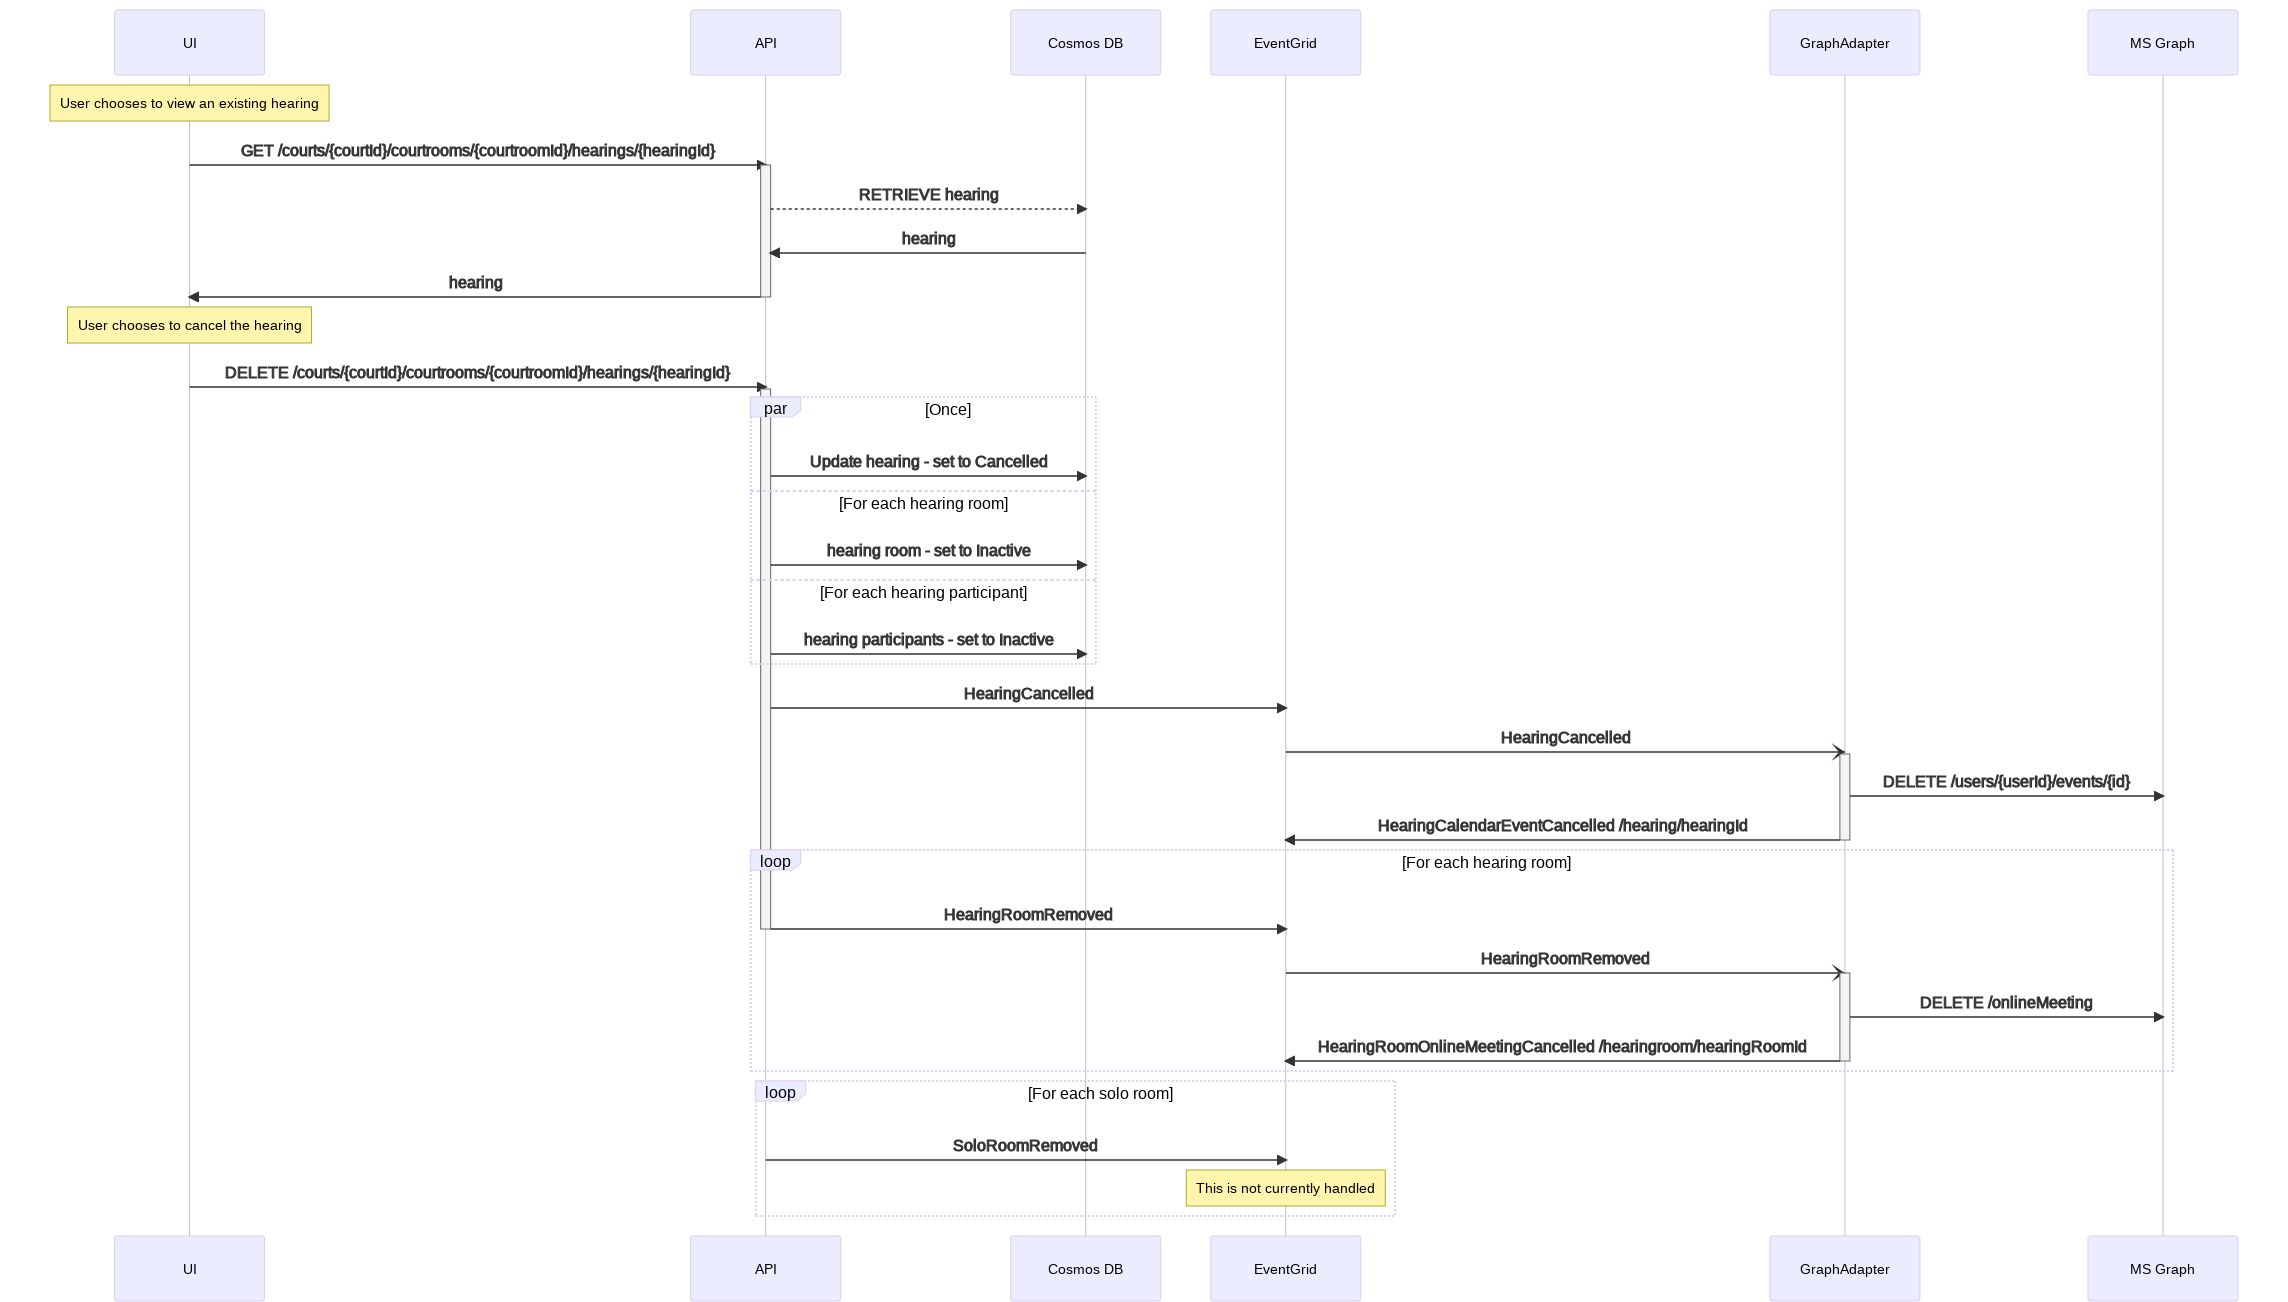 UI
API
Cosmos DB
EventGrid
GraphAdapter
MS Graph
User chooses to view an existing hearing
GET /courts/{courtId}/courtrooms/{courtroomId}/hearings/{hearingId}
RETRIEVE hearing
hearing
hearing
User chooses to cancel the hearing
DELETE /courts/{courtId}/courtrooms/{courtroomId}/hearings/{hearingId}
par
[Once]
Update hearing - set to Cancelled
[For each hearing room]
hearing room - set to Inactive
[For each hearing participant]
hearing participants - set to Inactive
HearingCancelled
HearingCancelled
DELETE /users/{userId}/events/{id}
HearingCalendarEventCancelled /hearing/hearingId
loop
[For each hearing room]
HearingRoomRemoved
HearingRoomRemoved
DELETE /onlineMeeting
HearingRoomOnlineMeetingCancelled /hearingroom/hearingRoomId
loop
[For each solo room]
SoloRoomRemoved
This is not currently handled
UI
API
Cosmos DB
EventGrid
GraphAdapter
MS Graph